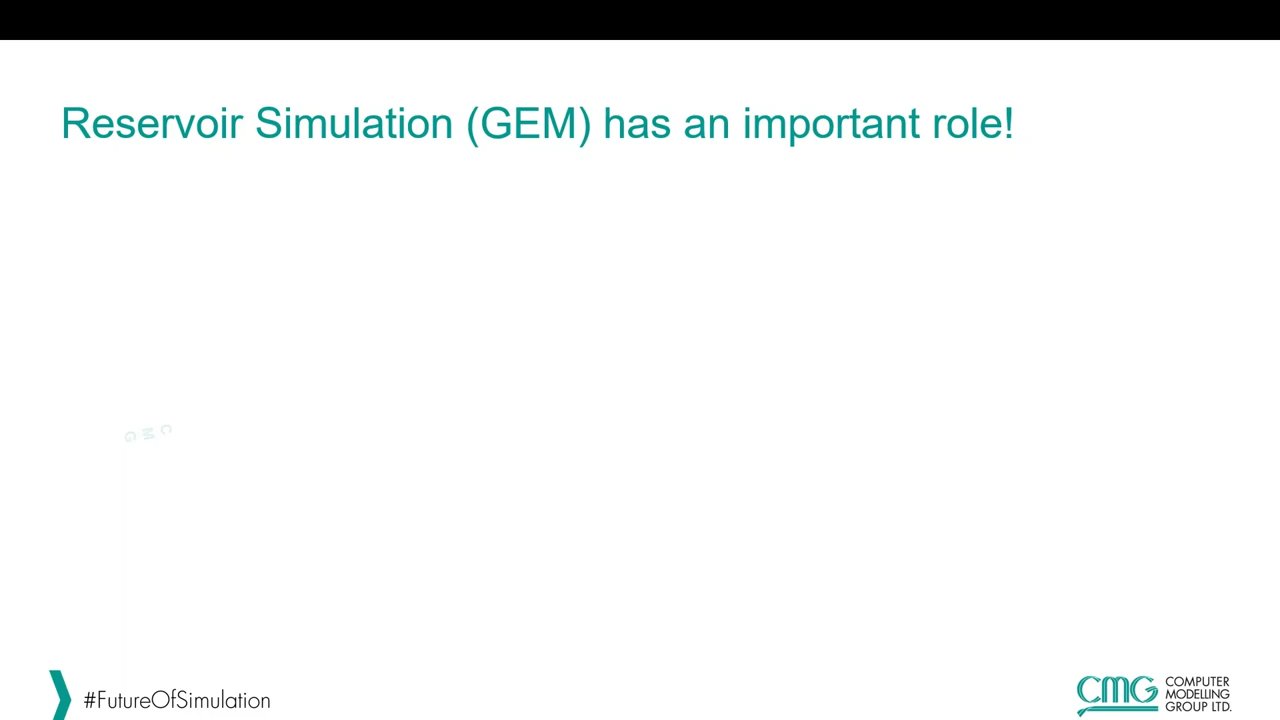 Reservoir Simulation (GEM) has an important role!
C
M
G
#FutureOfSimulation
CMG
COMPUTER
MODELLING
GROUP LTD.